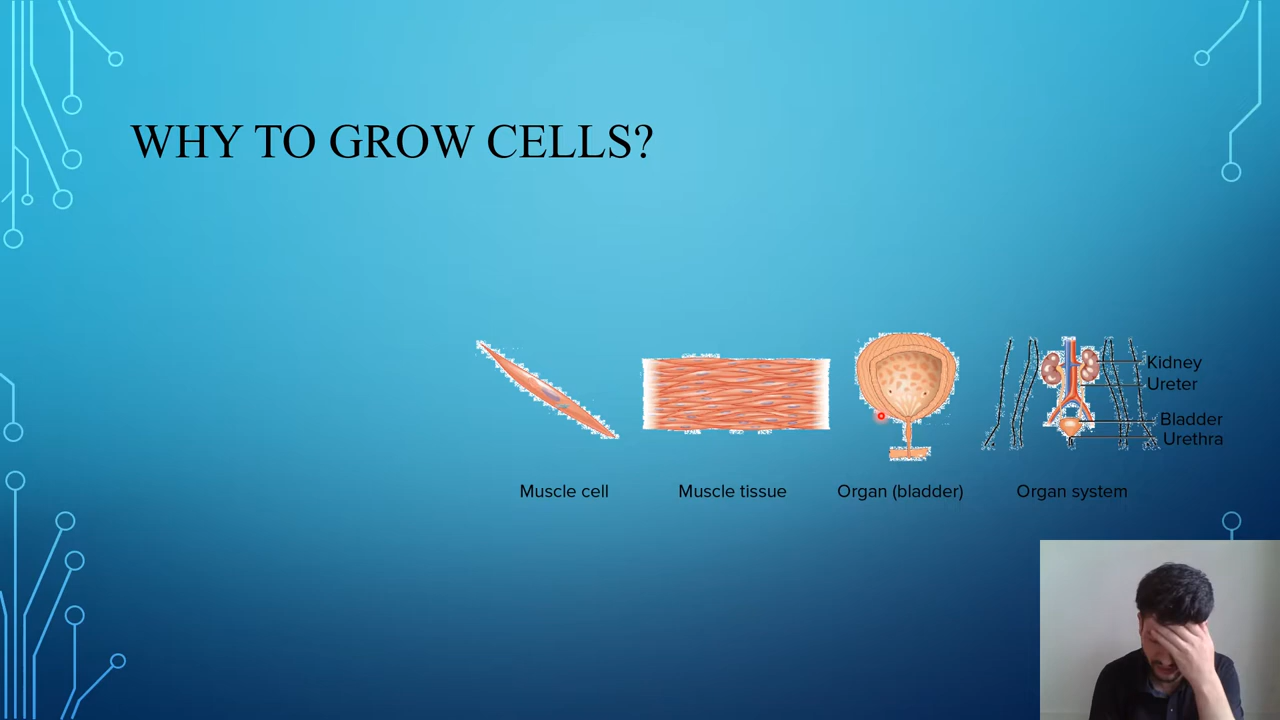 WHY TO GROW CELLS?
Kidney
Ureter
Bladder
Urethra
Muscle cell
Muscle tissue
Organ (bladder)
Organ system